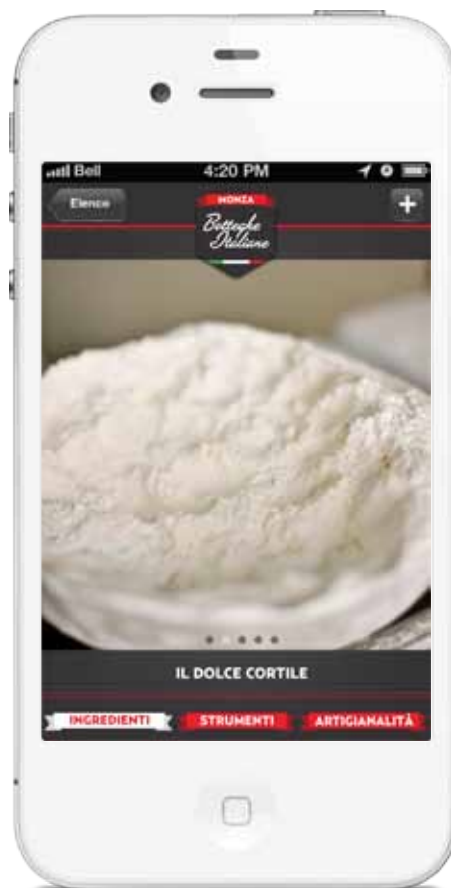 Bell 4:20 PM
Elenco
MONZA
Botteghe
Italiane
+
IL DOLCE CORTILE
INGREDIENTI STRUMENTI ARTIGIANALITÀ